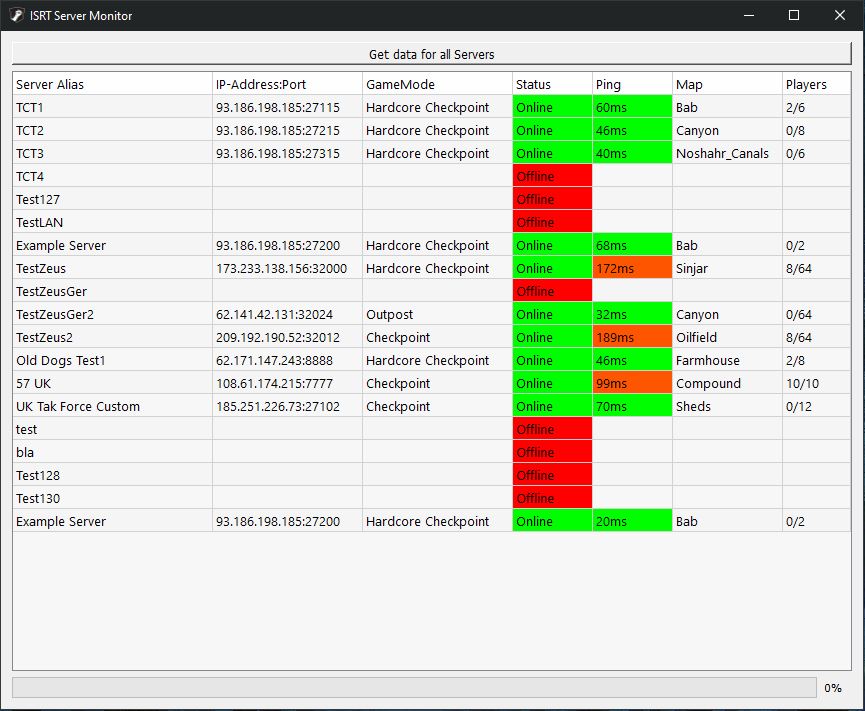 ISRT Server Monitor
Get data for all Servers
Server Alias IP-Address:Port GameMode Status Ping Map Players
TCT1 93.186.198.185:27115 Hardcore Checkpoint Online 60ms Bab 2/6
TCT2 93.186.198.185:27215 Hardcore Checkpoint Online 46ms Canyon 0/8
TCT3 93.186.198.185:27315 Hardcore Checkpoint Online 40ms Noshahr_Canals 0/6
TCT4 Offline
Test127 Offline
TestLAN Offline
Example Server 93.186.198.185:27200 Hardcore Checkpoint Online 68ms Bab 0/2
TestZeus 173.233.138.156:32000 Hardcore Checkpoint Online 172ms Sinjar 8/64
TestZeusGer Offline
TestZeusGer2 62.141.42.131:32024 Outpost Online 32ms Canyon 0/64
TestZeus2 209.192.190.52:32012 Checkpoint Online 189ms Oilfield 8/64
Old Dogs Test1 62.171.147.243:8888 Hardcore Checkpoint Online 46ms Farmhouse 2/8
57 UK 108.61.174.215:7777 Checkpoint Online 99ms Compound 10/10
UK Tak Force Custom 185.251.226.73:27102 Checkpoint Online 70ms Sheds 0/12
test Offline
bla Offline
Test128 Offline
Test130 Offline
Example Server 93.186.198.185:27200 Hardcore Checkpoint Online 20ms Bab 0/2
0%